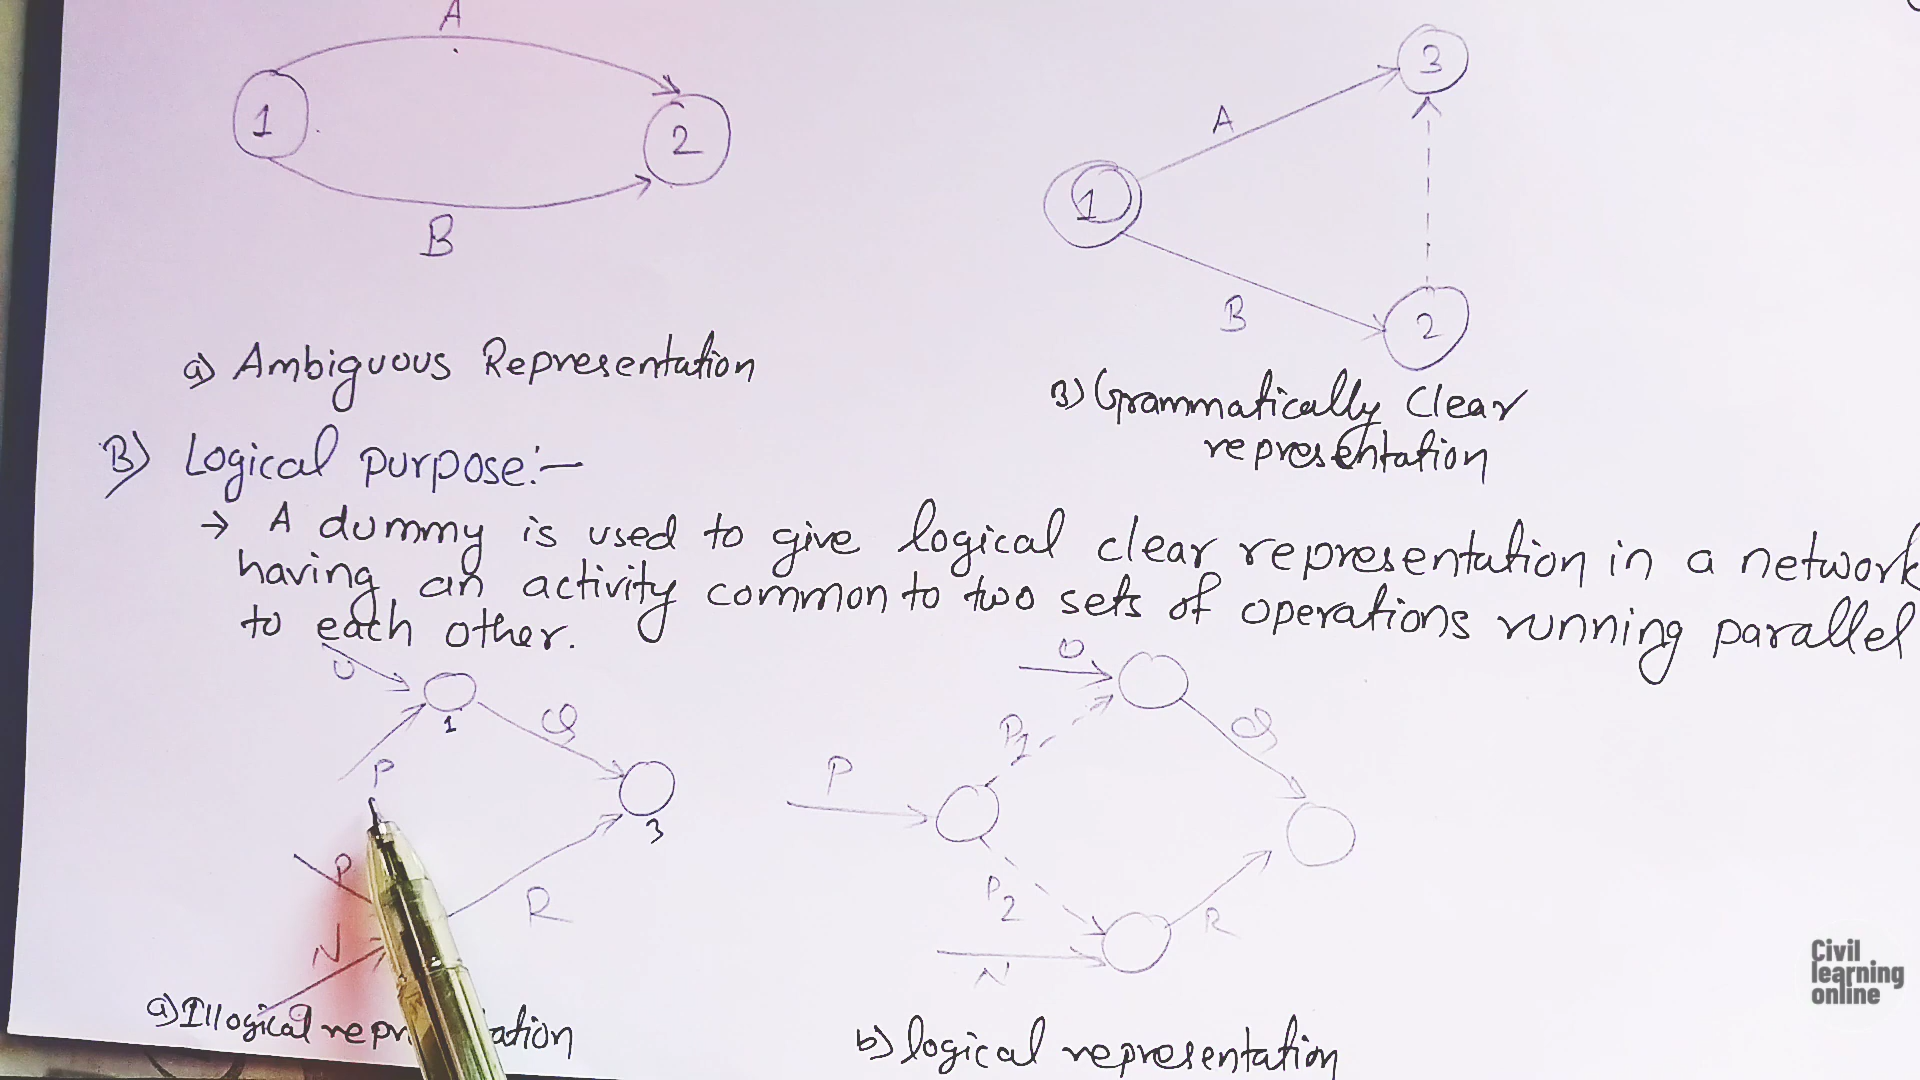 A
1
2
B
3
A
1
B
2
a) Ambiguous Representation
B) Grammatically Clear
representation
B) Logical purpose:-
→ A dummy is used to give logical clear representation in a network
having an activity common to two sets of operations running parallel
to each other.
O
1
Q
P
3
P
R
N
O
P1
Q
P
P2
R
N
a) Illogical repr ation
b) logical representation
Civil
learning
online